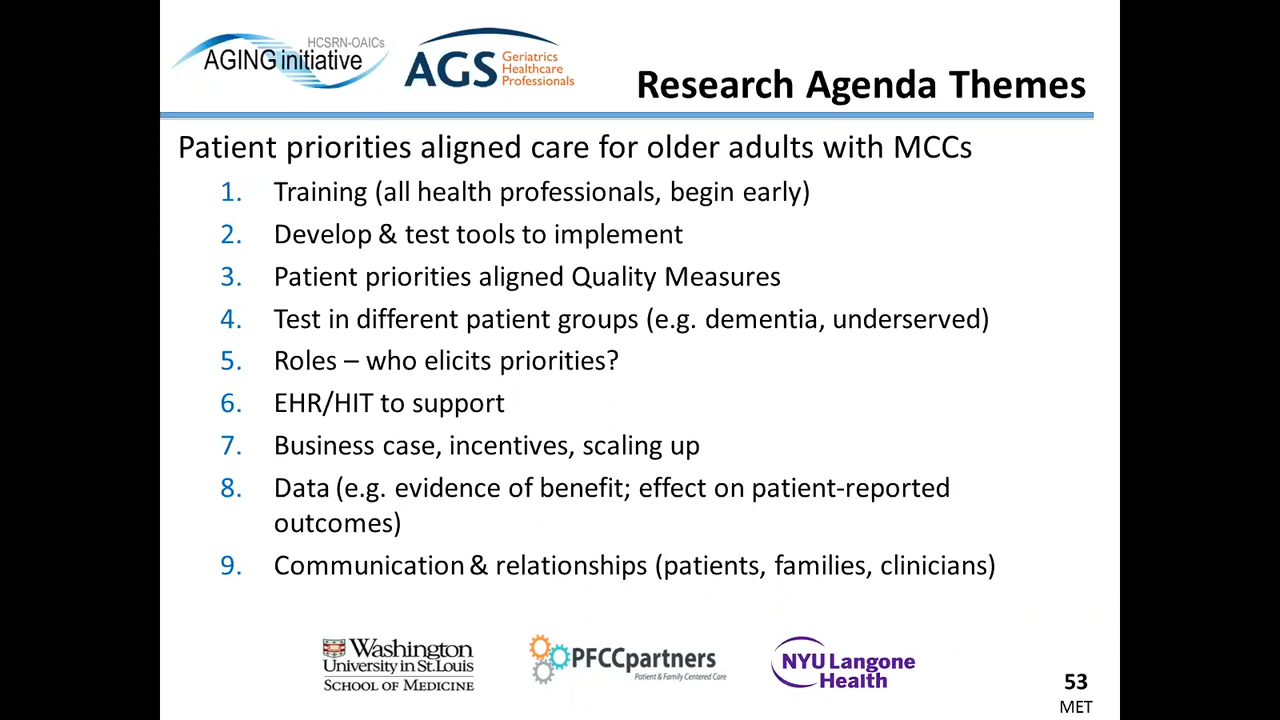 HCSRN-OAICs
AGING initiative
AGS
Geriatrics
Healthcare
Professionals
Research Agenda Themes
Patient priorities aligned care for older adults with MCCs
1. Training (all health professionals, begin early)
2. Develop & test tools to implement
3. Patient priorities aligned Quality Measures
4. Test in different patient groups (e.g. dementia, underserved)
5. Roles – who elicits priorities?
6. EHR/HIT to support
7. Business case, incentives, scaling up
8. Data (e.g. evidence of benefit; effect on patient-reported
outcomes)
9. Communication & relationships (patients, families, clinicians)
Washington
University in St. Louis
SCHOOL OF MEDICINE
PFCCpartners
Patient & Family Centered Care
NYU Langone
Health
53
MET